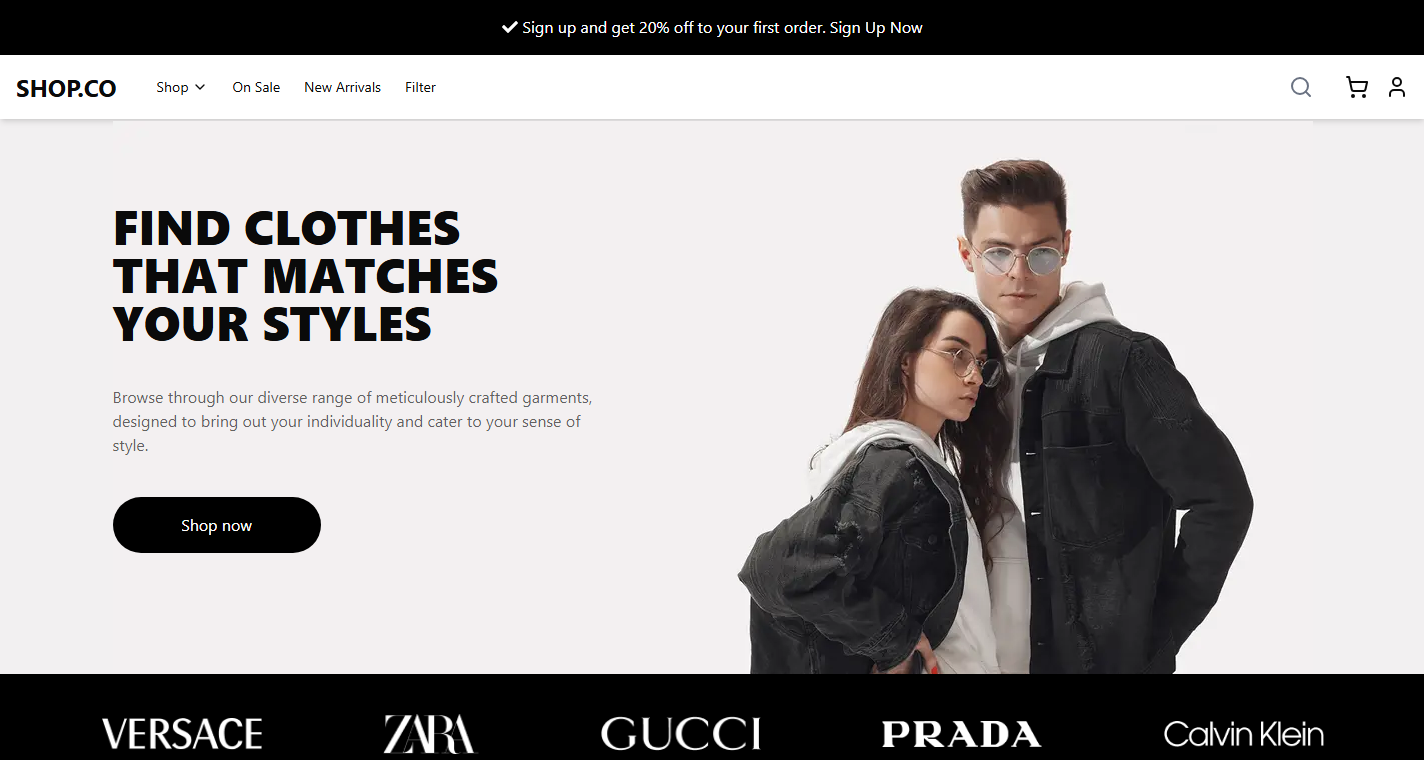 Sign up and get 20% off to your first order. Sign Up Now
SHOP.CO
Shop
On Sale
New Arrivals
Filter
FIND CLOTHES
THAT MATCHES
YOUR STYLES
Browse through our diverse range of meticulously crafted garments,
designed to bring out your individuality and cater to your sense of
style.
Shop now
VERSACE
ZARA
GUCCI
PRADA
Calvin Klein